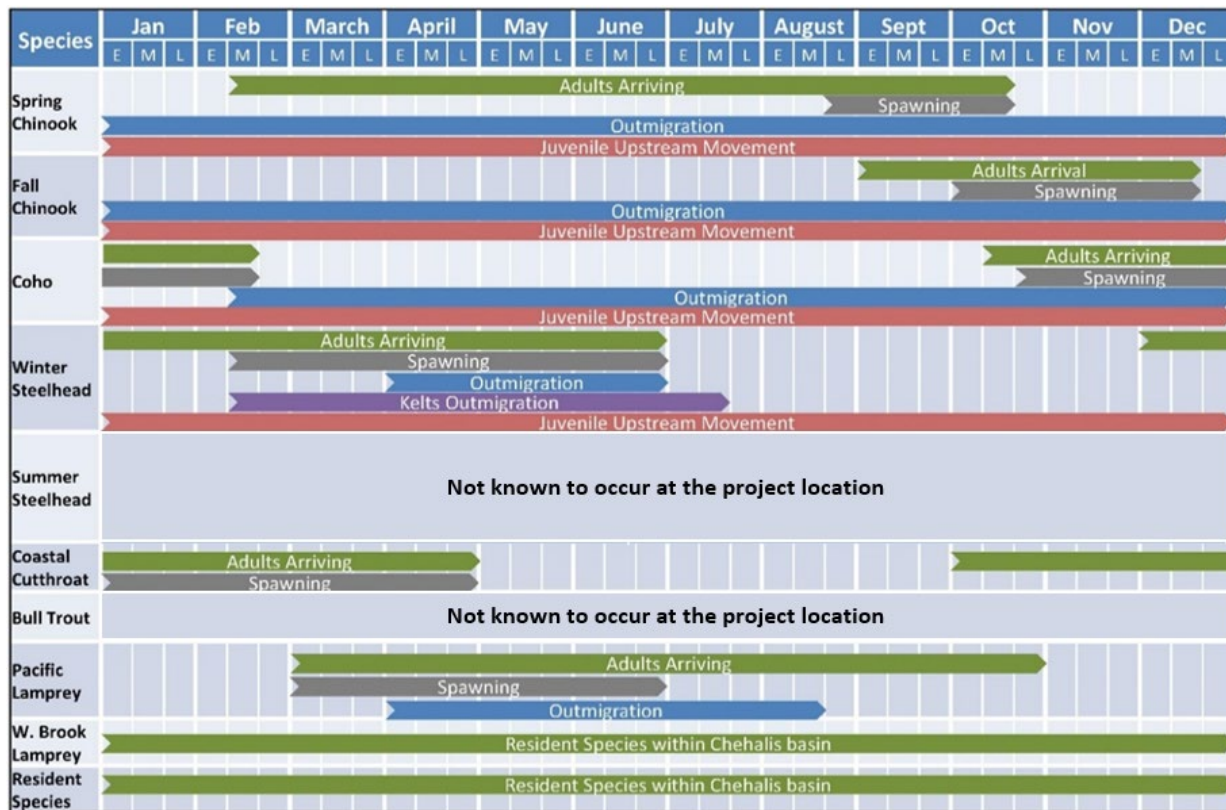 Species Jan Feb March April May June July August Sept Oct Nov Dec
E M L E M L E M L E M L E M L E M L E M L E M L E M L E M L E M L E M L
Spring
Chinook
Adults Arriving
Spawning
Outmigration
Juvenile Upstream Movement
Fall
Chinook
Adults Arrival
Spawning
Outmigration
Juvenile Upstream Movement
Coho
Adults Arriving
Spawning
Outmigration
Juvenile Upstream Movement
Winter
Steelhead
Adults Arriving
Spawning
Outmigration
Kelts Outmigration
Juvenile Upstream Movement
Summer
Steelhead
Not known to occur at the project location
Coastal
Cutthroat
Adults Arriving
Spawning
Bull Trout
Not known to occur at the project location
Pacific
Lamprey
Adults Arriving
Spawning
Outmigration
W. Brook
Lamprey
Resident Species within Chehalis basin
Resident
Species
Resident Species within Chehalis basin